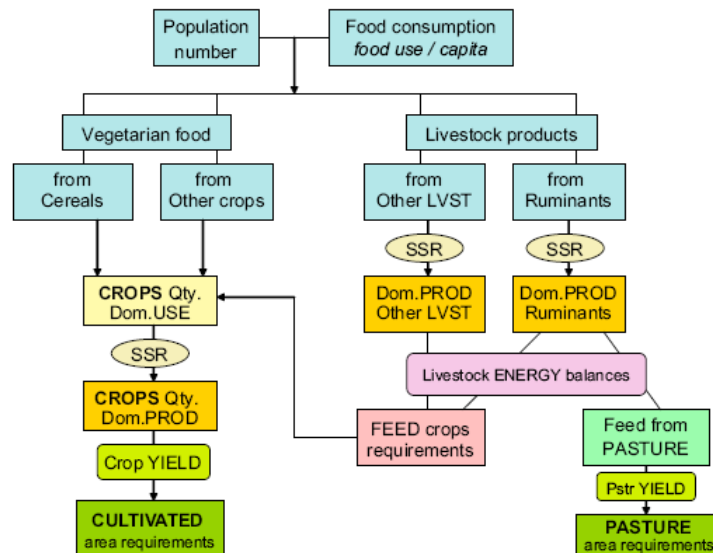 Population
number
Food consumption
food use / capita
Vegetarian food
Livestock products
from
Cereals
from
Other crops
from
Other LVST
from
Ruminants
SSR
SSR
CROPS Qty.
Dom.USE
Dom.PROD
Other LVST
Dom.PROD
Ruminants
SSR
Livestock ENERGY balances
CROPS Qty.
Dom.PROD
FEED crops
requirements
Feed from
PASTURE
Crop YIELD
Pstr YIELD
CULTIVATED
area requirements
PASTURE
area requirements